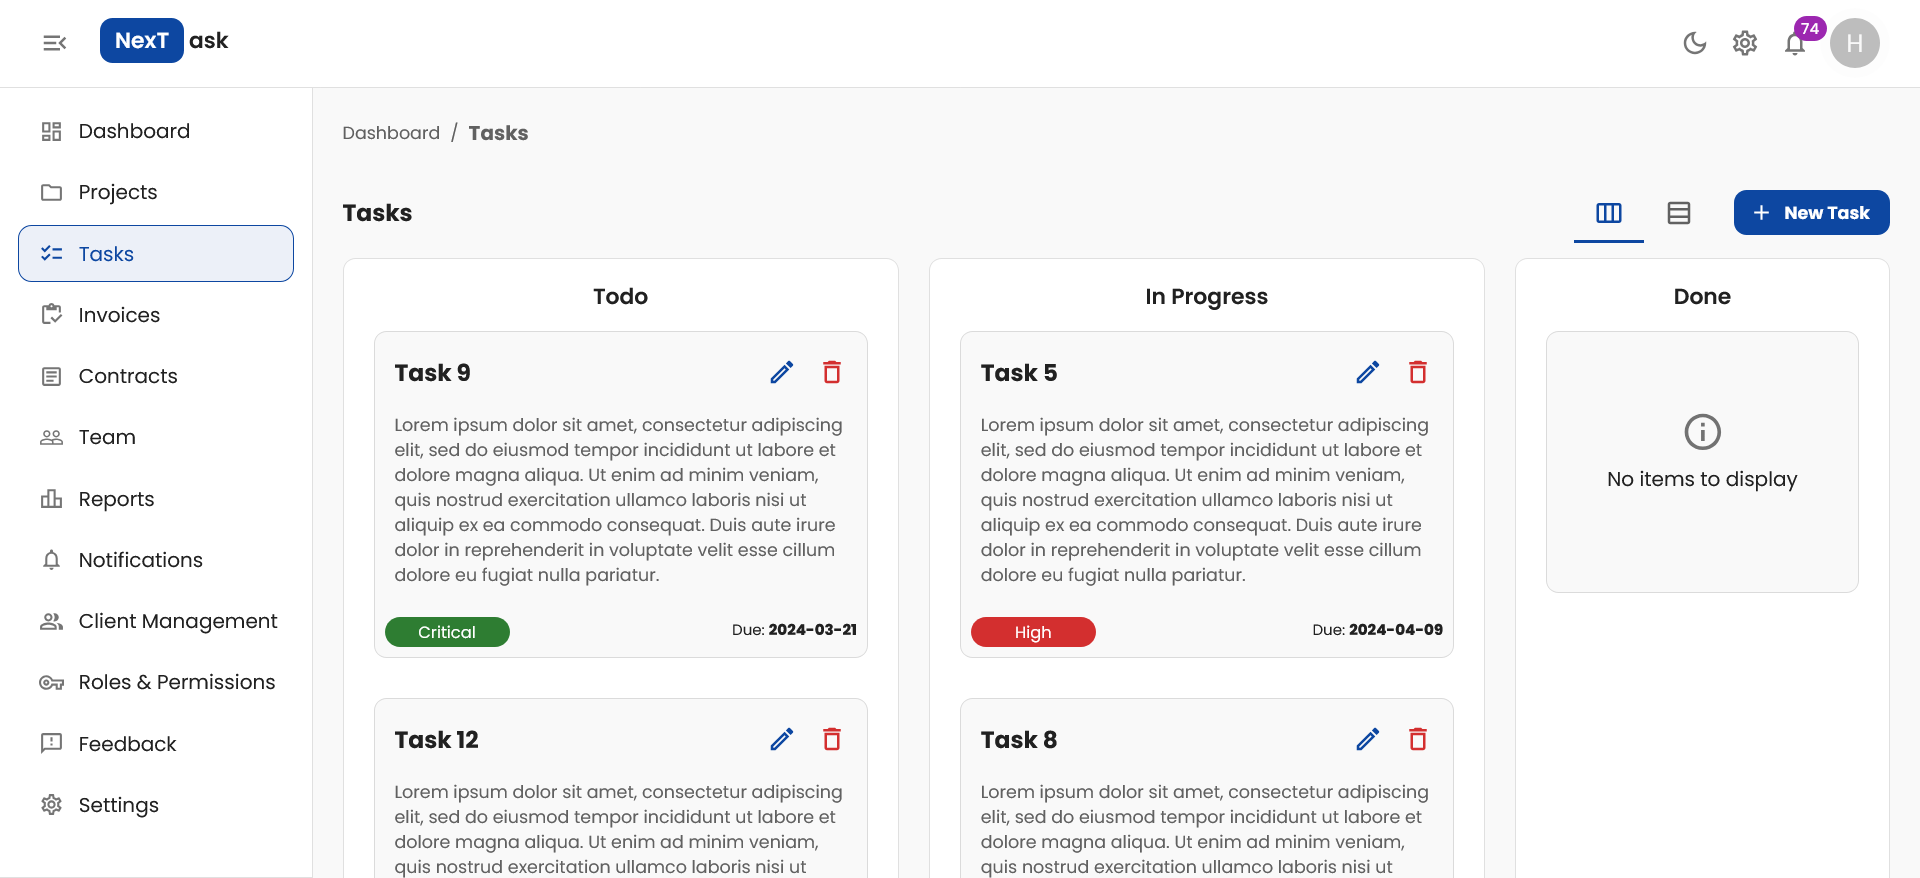 NexT ask
74
H
Dashboard
Projects
Tasks
Invoices
Contracts
Team
Reports
Notifications
Client Management
Roles & Permissions
Feedback
Settings
Dashboard / Tasks
Tasks
New Task
Todo
Task 9
Lorem ipsum dolor sit amet, consectetur adipiscing
elit, sed do eiusmod tempor incididunt ut labore et
dolore magna aliqua. Ut enim ad minim veniam,
quis nostrud exercitation ullamco laboris nisi ut
aliquip ex ea commodo consequat. Duis aute irure
dolor in reprehenderit in voluptate velit esse cillum
dolore eu fugiat nulla pariatur.
Critical
Due: 2024-03-21
Task 12
Lorem ipsum dolor sit amet, consectetur adipiscing
elit, sed do eiusmod tempor incididunt ut labore et
dolore magna aliqua. Ut enim ad minim veniam,
quis nostrud exercitation ullamco laboris nisi ut
In Progress
Task 5
Lorem ipsum dolor sit amet, consectetur adipiscing
elit, sed do eiusmod tempor incididunt ut labore et
dolore magna aliqua. Ut enim ad minim veniam,
quis nostrud exercitation ullamco laboris nisi ut
aliquip ex ea commodo consequat. Duis aute irure
dolor in reprehenderit in voluptate velit esse cillum
dolore eu fugiat nulla pariatur.
High
Due: 2024-04-09
Task 8
Lorem ipsum dolor sit amet, consectetur adipiscing
elit, sed do eiusmod tempor incididunt ut labore et
dolore magna aliqua. Ut enim ad minim veniam,
quis nostrud exercitation ullamco laboris nisi ut
Done
No items to display